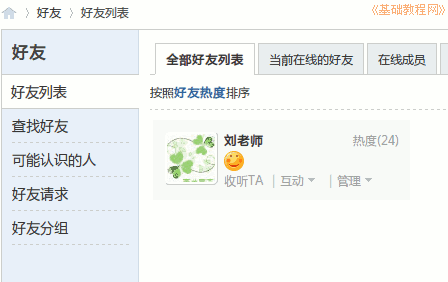 〉好友 〉好友列表
《基础教程网》
好友
好友列表
查找好友
可能认识的人
好友请求
好友分组
全部好友列表 当前在线的好友 在线成员
按照好友热度排序
刘老师 热度(24)
收听TA | 互动 | 管理